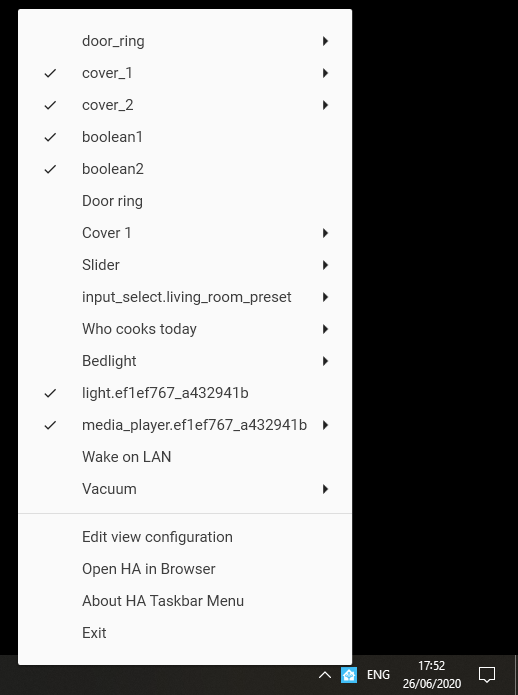 door_ring
cover_1
cover_2
boolean1
boolean2
Door ring
Cover 1
Slider
input_select.living_room_preset
Who cooks today
Bedlight
light.ef1ef767_a432941b
media_player.ef1ef767_a432941b
Wake on LAN
Vacuum
Edit view configuration
Open HA in Browser
About HA Taskbar Menu
Exit
ENG
17:52
26/06/2020